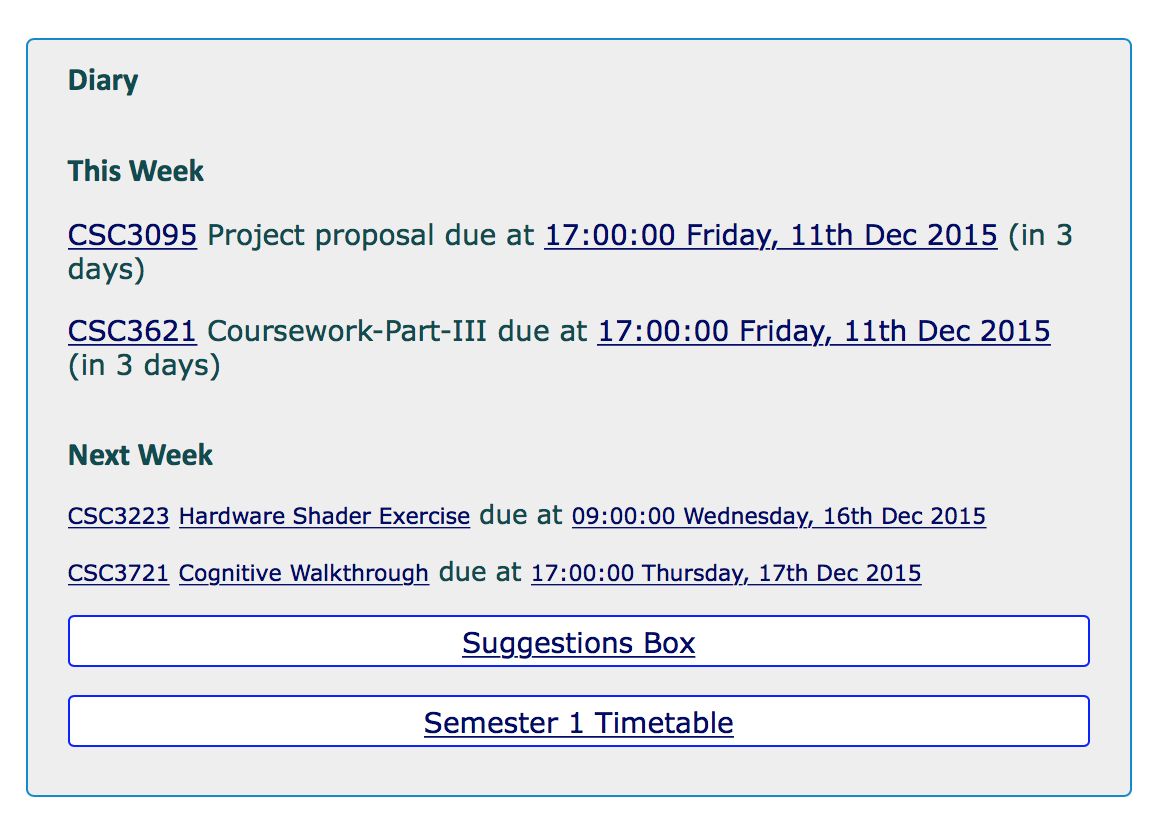 Diary
This Week
CSC3095 Project proposal due at 17:00:00 Friday, 11th Dec 2015 (in 3
days)
CSC3621 Coursework-Part-III due at 17:00:00 Friday, 11th Dec 2015
(in 3 days)
Next Week
CSC3223 Hardware Shader Exercise due at 09:00:00 Wednesday, 16th Dec 2015
CSC3721 Cognitive Walkthrough due at 17:00:00 Thursday, 17th Dec 2015
Suggestions Box
Semester 1 Timetable